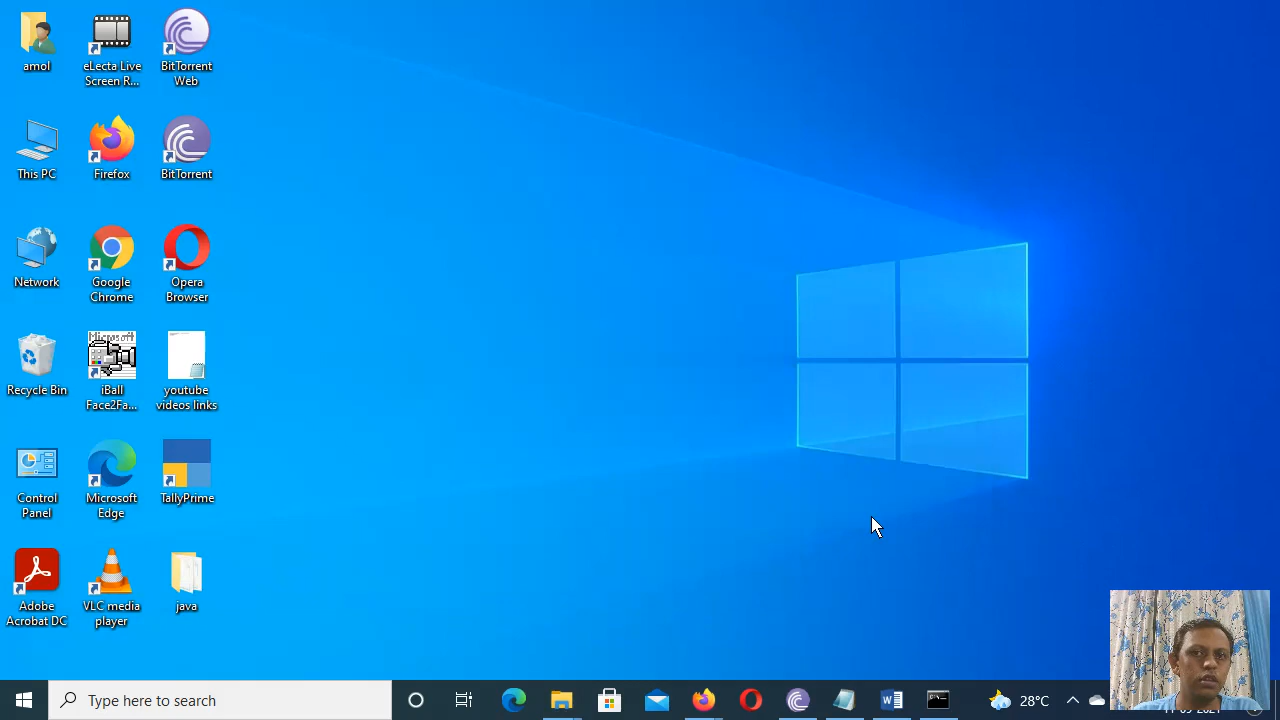 amol
eLecta Live
Screen R...
BitTorrent
Web
This PC
Firefox
BitTorrent
Network
Google
Chrome
Opera
Browser
Recycle Bin
Microsoft
iBall
Face2Fa...
youtube
videos links
Control
Panel
Microsoft
Edge
TallyPrime
Adobe
Acrobat DC
VLC media
player
java
Type here to search
28°C